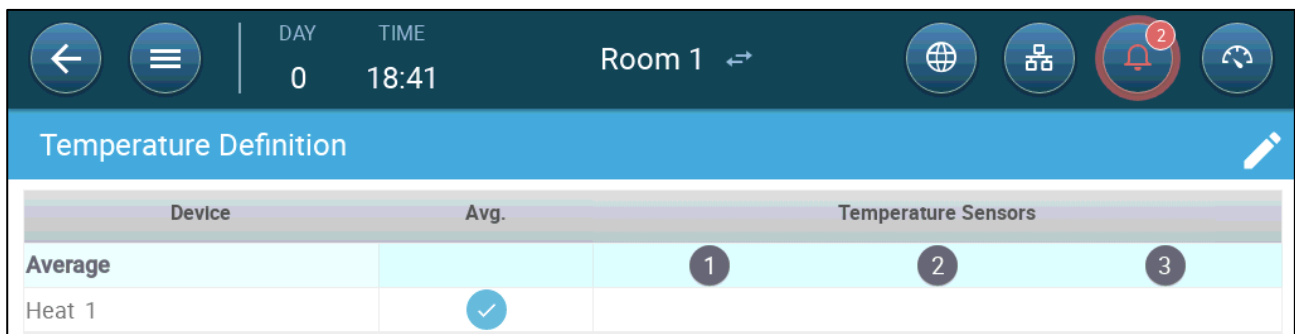 DAY TIME
0 18:41
Room 1
2
Temperature Definition
Device Avg. Temperature Sensors
Average 1 2 3
Heat 1